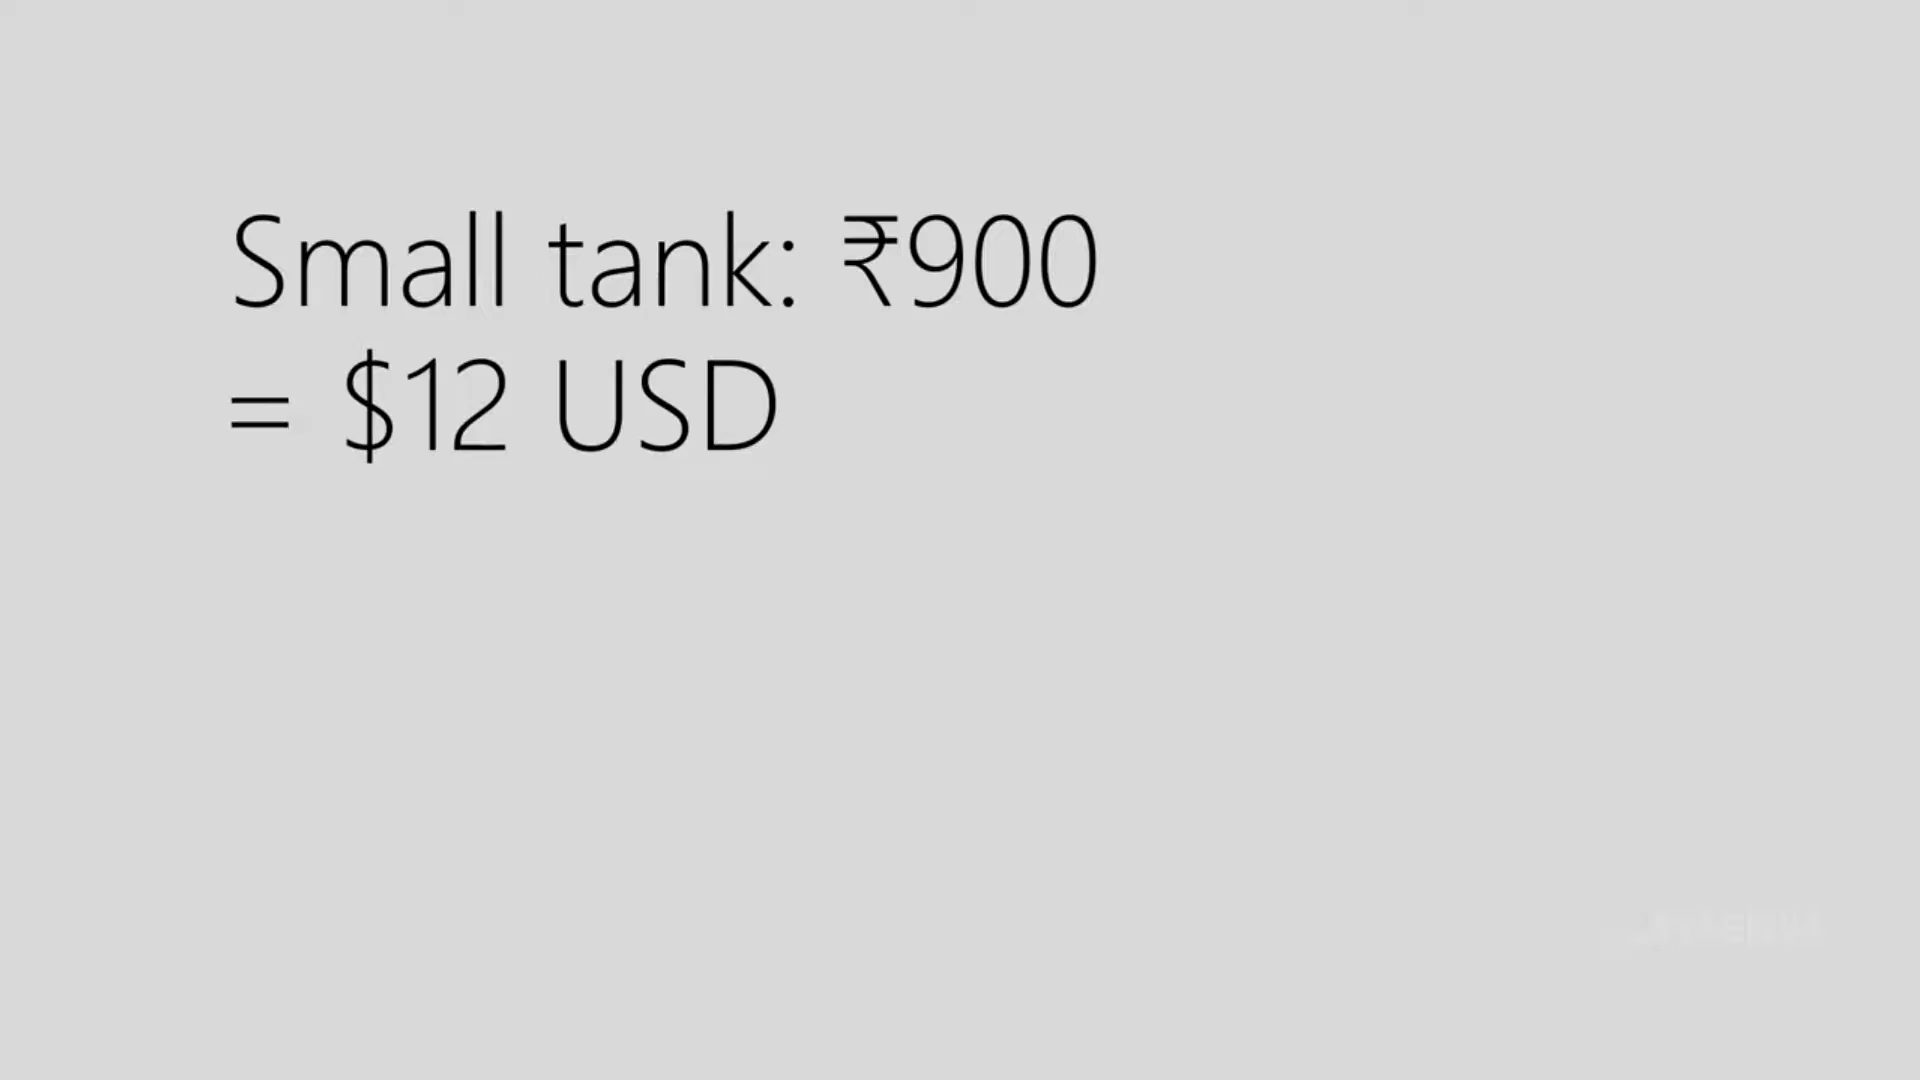 Small tank: ₹900
= $12 USD